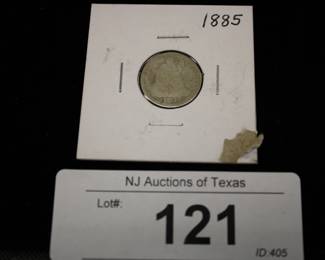 1885
NJ Auctions of Texas
Lot#:
121
ID:405